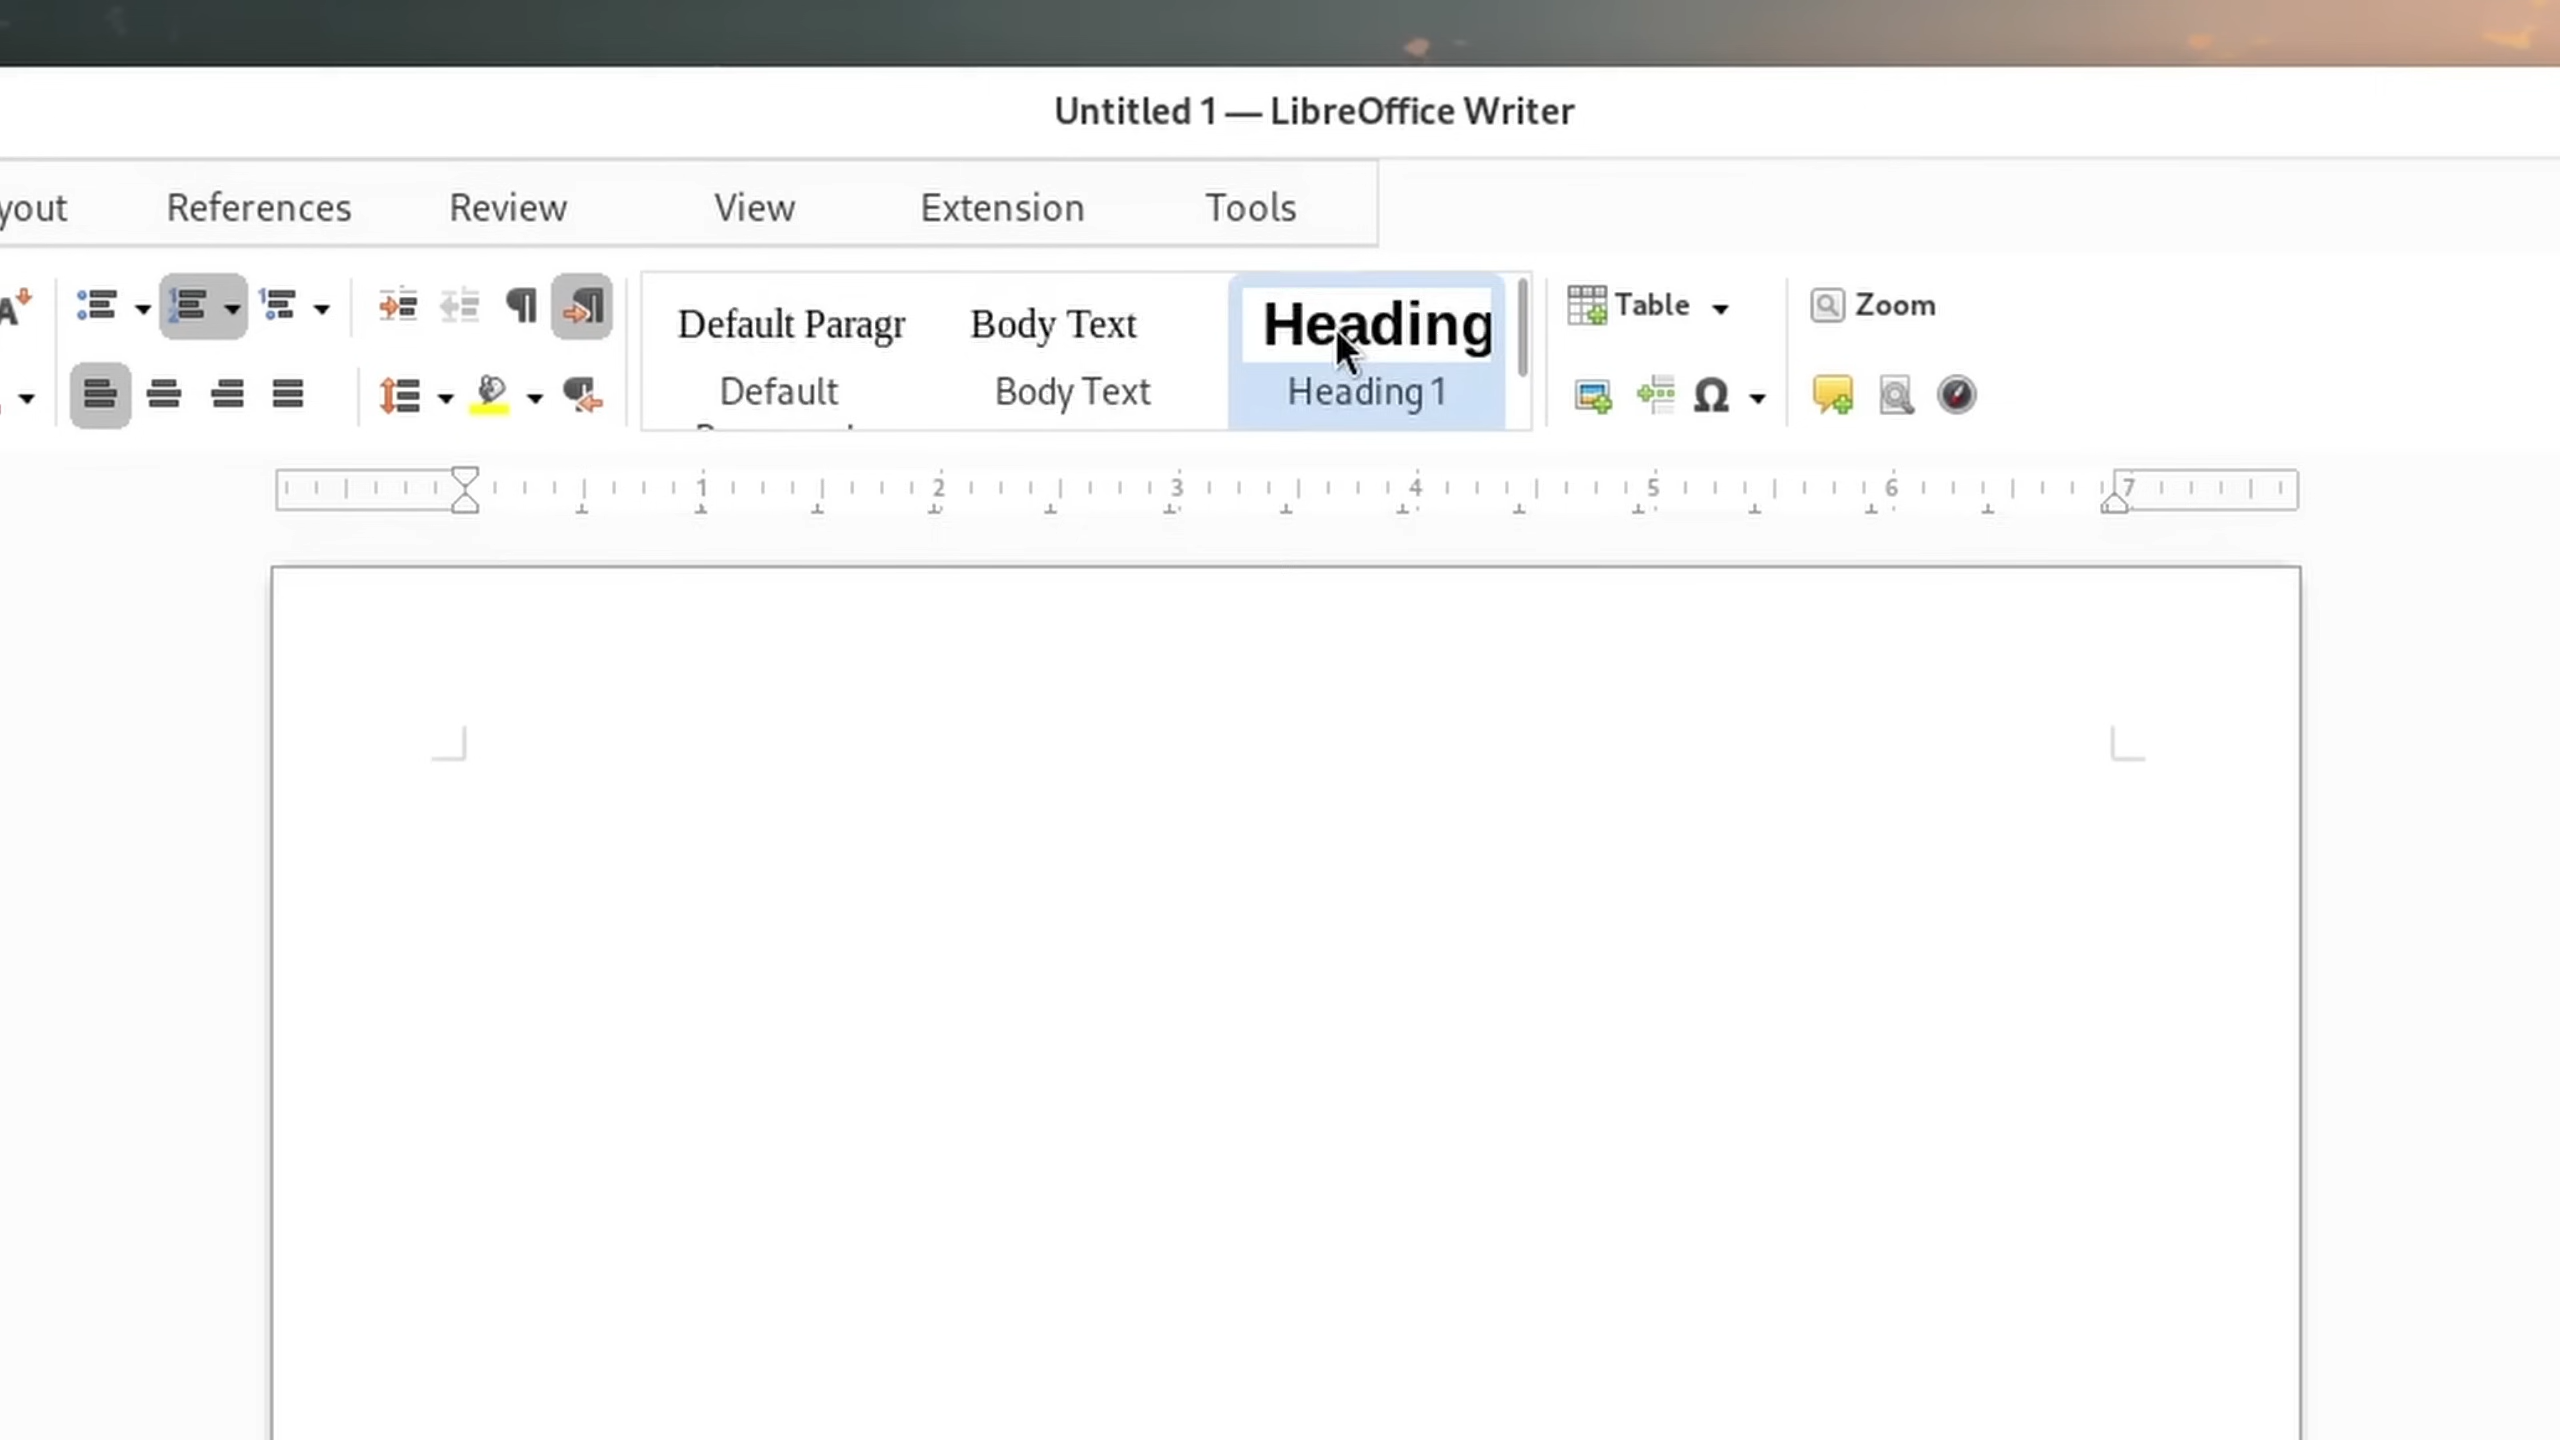 Untitled 1 — LibreOffice Writer
yout References Review View Extension Tools
Default Paragr Body Text Heading
Table Zoom
Default Body Text Heading 1
1 2 3 4 5 6 7